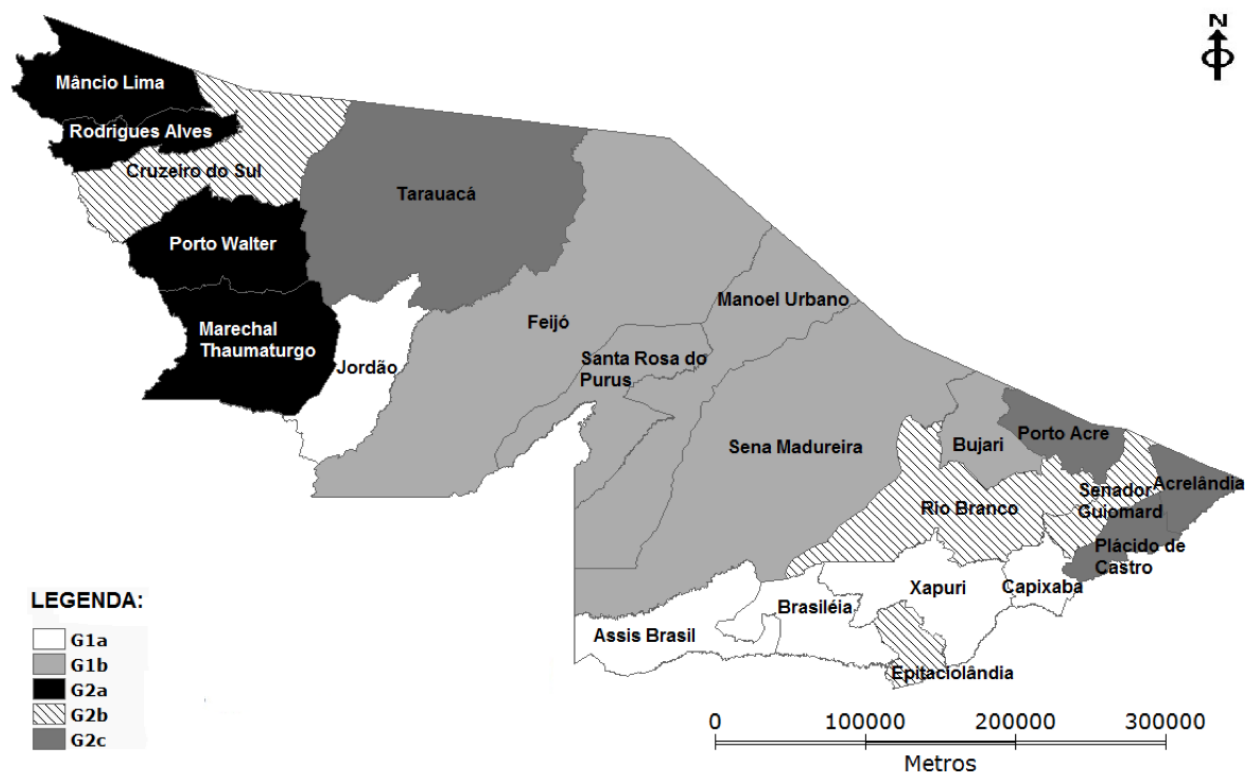 N
Mâncio Lima
Rodrigues Alves
Cruzeiro do Sul
Tarauacá
Porto Walter
Manoel Urbano
Feijó
Marechal
Thaumaturgo
Jordão
Santa Rosa do
Purus
Sena Madureira
Bujari
Porto Acre
Acrelândia
Senador
Guiomard
Rio Branco
Plácido de
Castro
Xapuri
Capixaba
Brasiléia
Assis Brasil
Epitaciolândia
LEGENDA:
G1a
G1b
G2a
G2b
G2c
0 100000 200000 300000
Metros